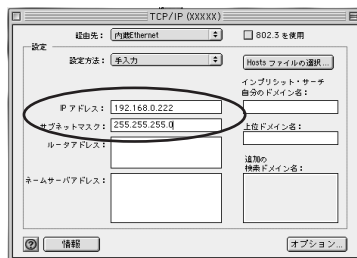 TCP/IP (XXXXX)
経由先： 内蔵Ethernet
802.3 を使用
設定
設定方法： 手入力
Hosts ファイルの選択...
インプリシット・サーチ
自分のドメイン名：
IP アドレス： 192.168.0.222
サブネットマスク： 255.255.255.0
上位ドメイン名：
ルータアドレス：
追加の
検索ドメイン名：
ネームサーバアドレス：
? 情報
オプション...